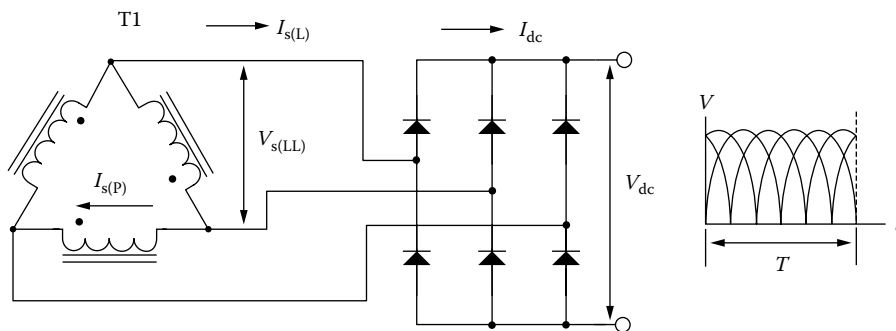 T1
I_s(L)
I_dc
V_s(LL)
I_s(P)
V_dc
V
T